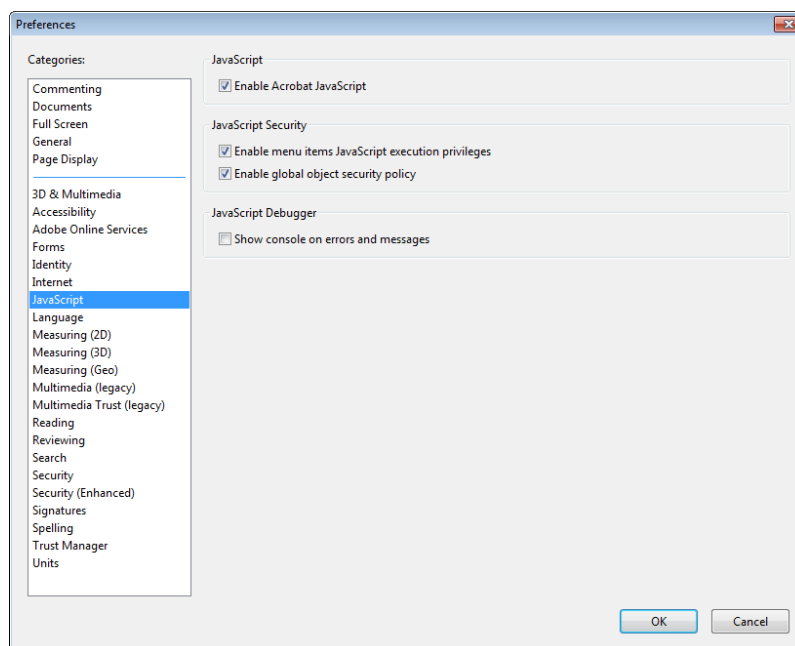 Preferences
Categories:
Commenting
Documents
Full Screen
General
Page Display
3D & Multimedia
Accessibility
Adobe Online Services
Forms
Identity
Internet
JavaScript
Language
Measuring (2D)
Measuring (3D)
Measuring (Geo)
Multimedia (legacy)
Multimedia Trust (legacy)
Reading
Reviewing
Search
Security
Security (Enhanced)
Signatures
Spelling
Trust Manager
Units
JavaScript
Enable Acrobat JavaScript
JavaScript Security
Enable menu items JavaScript execution privileges
Enable global object security policy
JavaScript Debugger
Show console on errors and messages
OK
Cancel